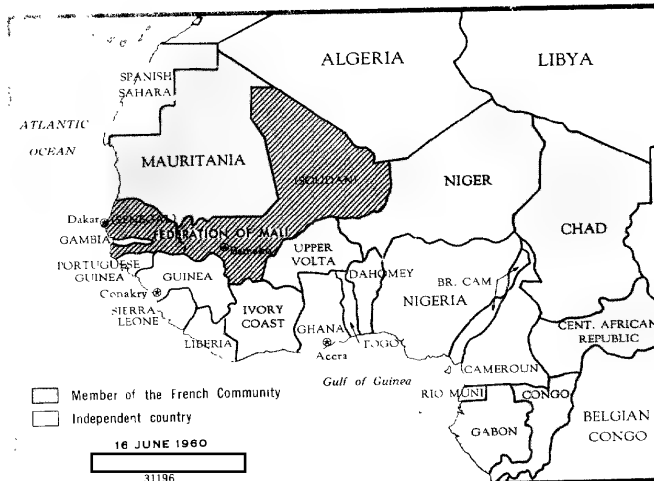 ALGERIA
LIBYA
SPANISH
SAHARA
ATLANTIC
OCEAN
MAURITANIA
(SOUDAN)
NIGER
CHAD
Dakar
(SENEGAL)
FEDERATION OF MALI
Bamako
GAMBIA
PORTUGUESE
GUINEA
GUINEA
UPPER
VOLTA
DAHOMEY
BR. CAM
NIGERIA
Conakry
SIERRA
LEONE
IVORY
COAST
GHANA
TOGO
LIBERIA
Accra
CENT. AFRICAN
REPUBLIC
CAMEROUN
Gulf of Guinea
RIO MUNI
CONGO
GABON
BELGIAN
CONGO
Member of the French Community
Independent country
16 JUNE 1960
31196